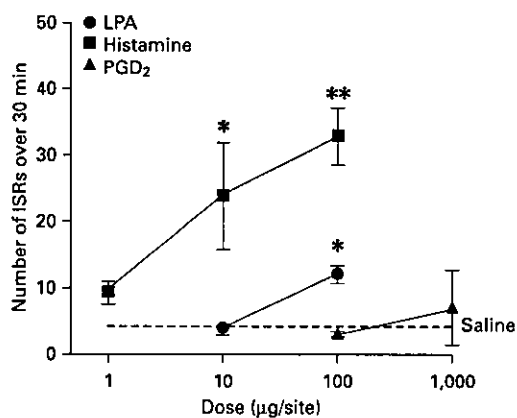 LPA
Histamine
PGD₂
Number of ISRs over 30 min
50
40
30
20
10
0
*
**
*
Saline
1
10
100
1,000
Dose (µg/site)